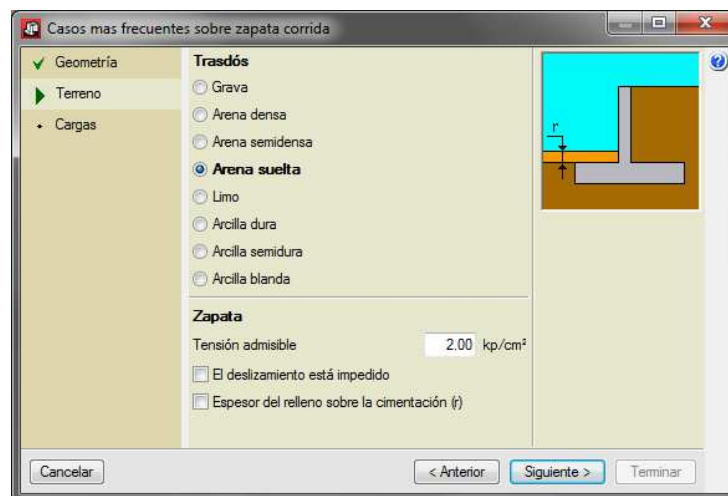 Casos mas frecuentes sobre zapata corrida
Geometría
Terreno
Cargas
Trasdós
Grava
Arena densa
Arena semidensa
Arena suelta
Limo
Arcilla dura
Arcilla semidura
Arcilla blanda
Zapata
Tensión admisible 2.00 kp/cm²
El deslizamiento está impedido
Espesor del relleno sobre la cimentación (r)
r
?
Cancelar
< Anterior
Siguiente >
Terminar